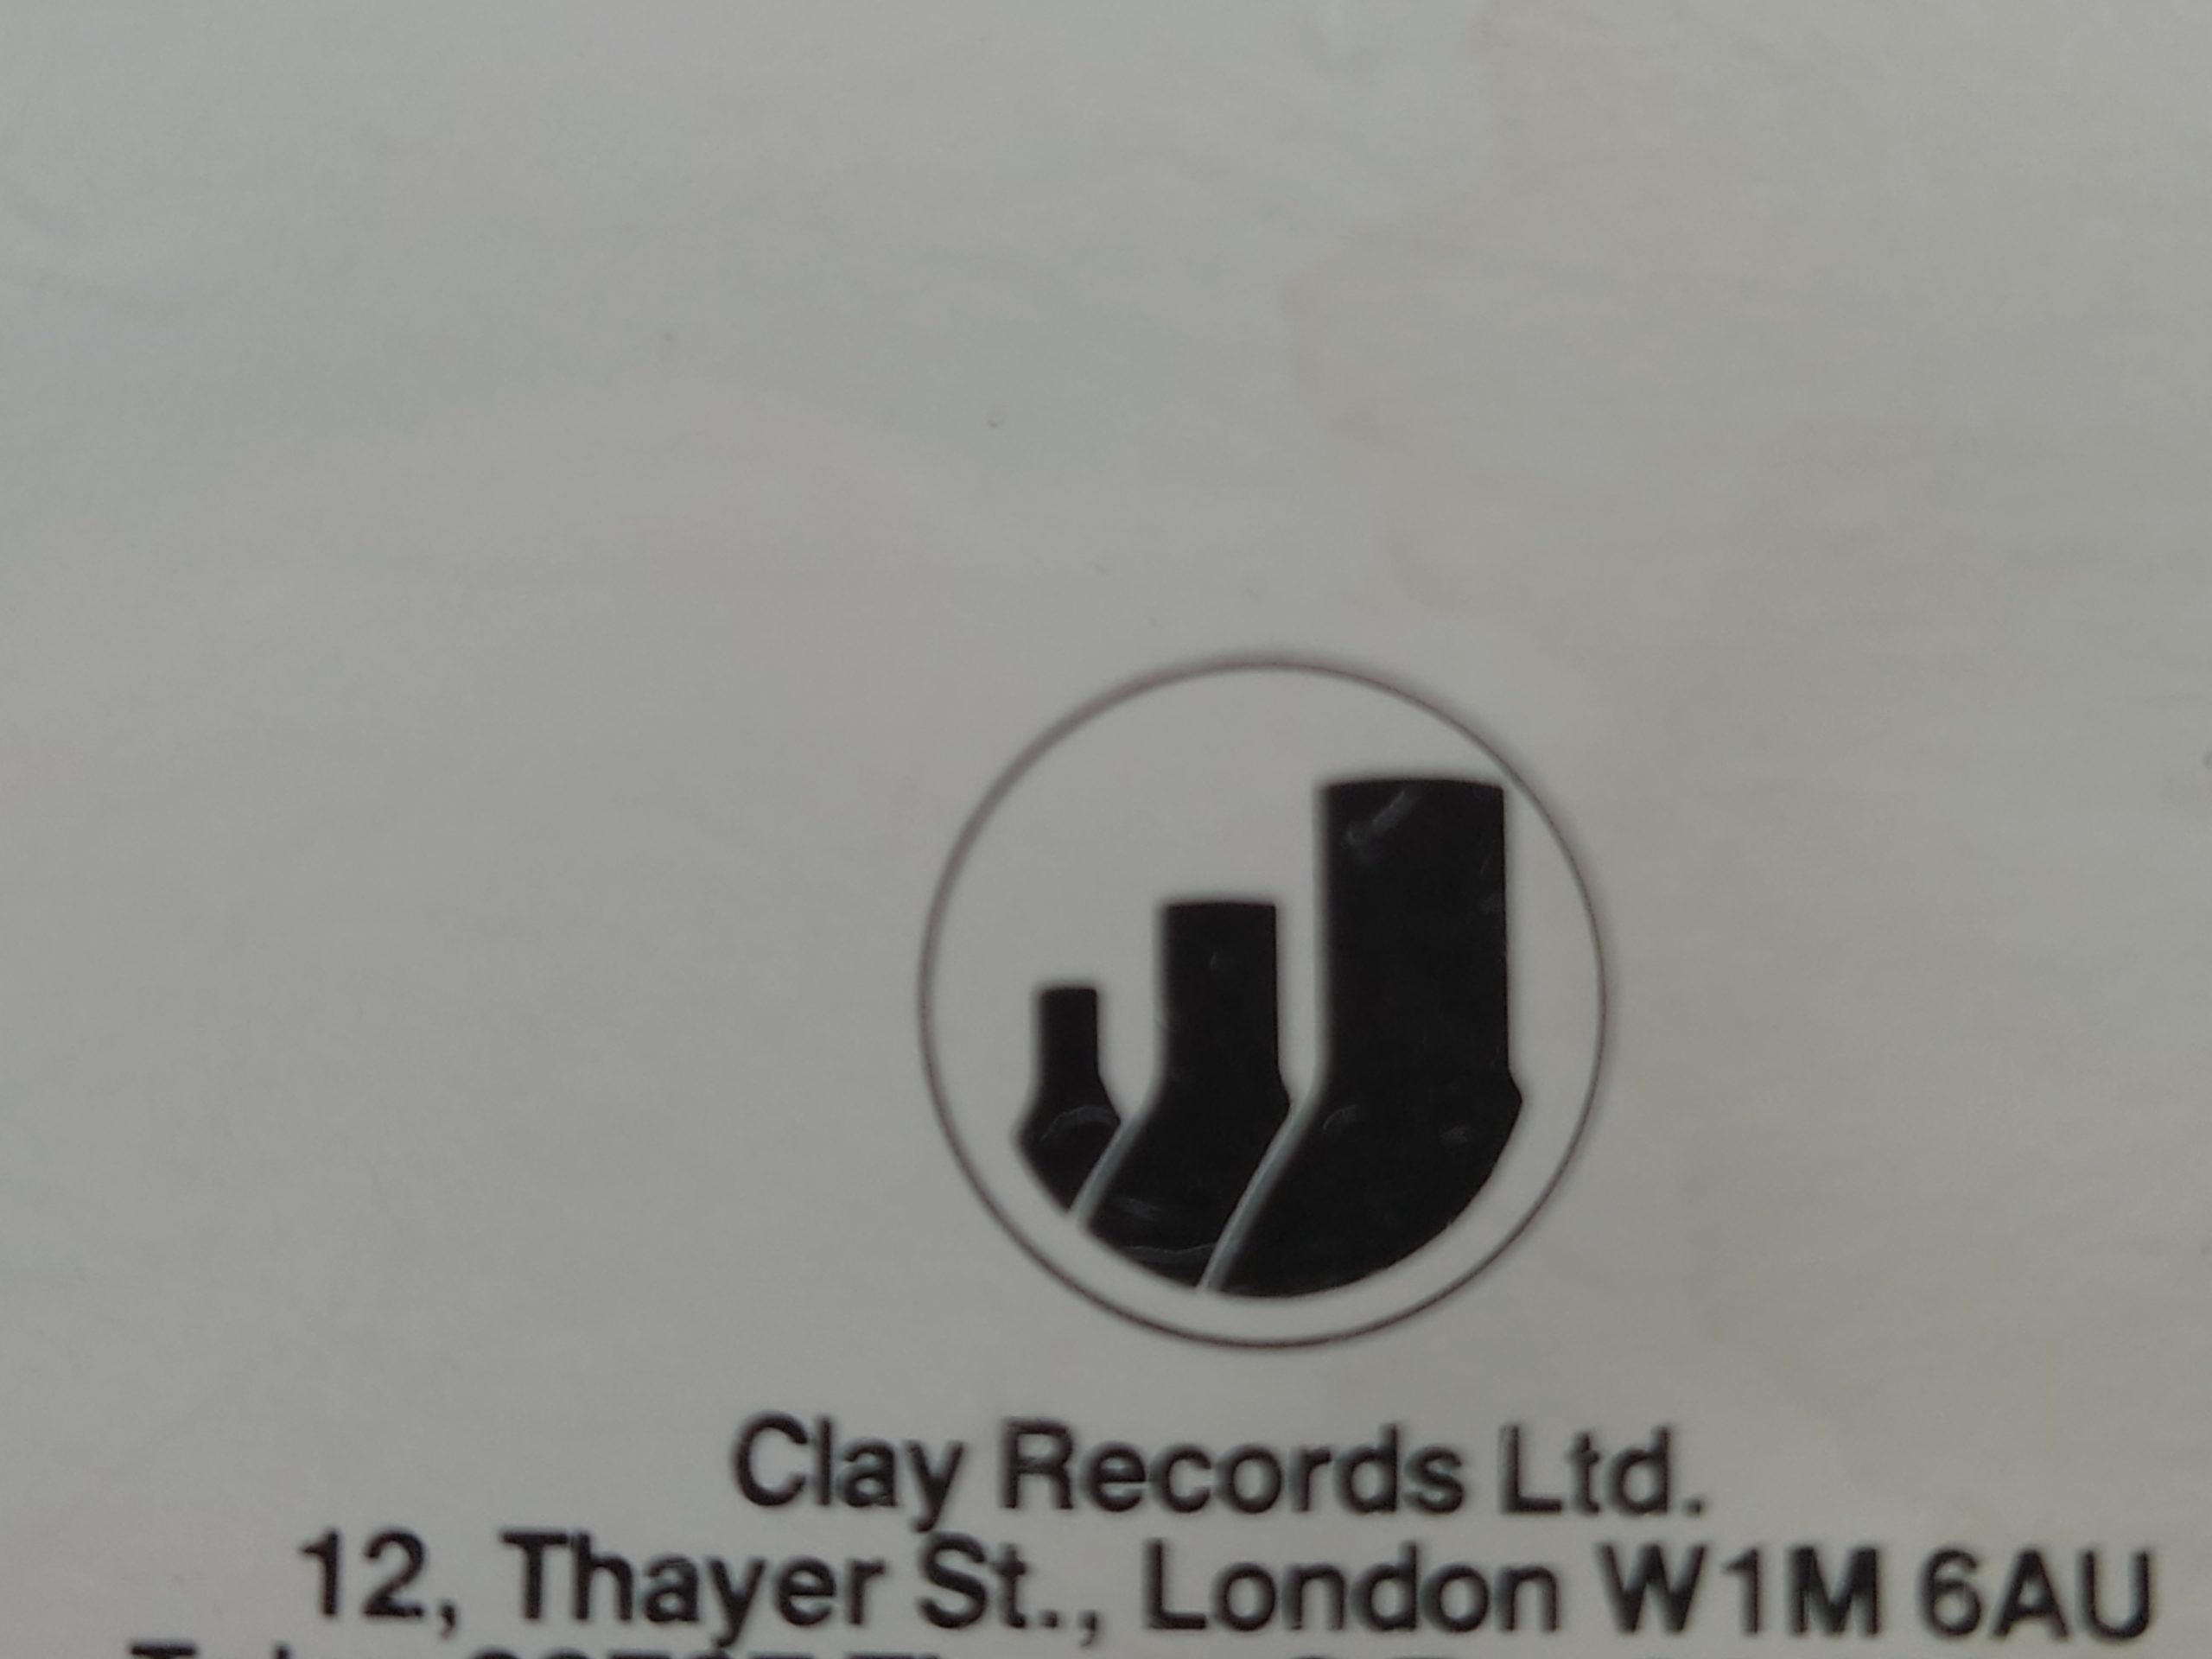 Clay Records Ltd.
12, Thayer St., London W1M 6AU